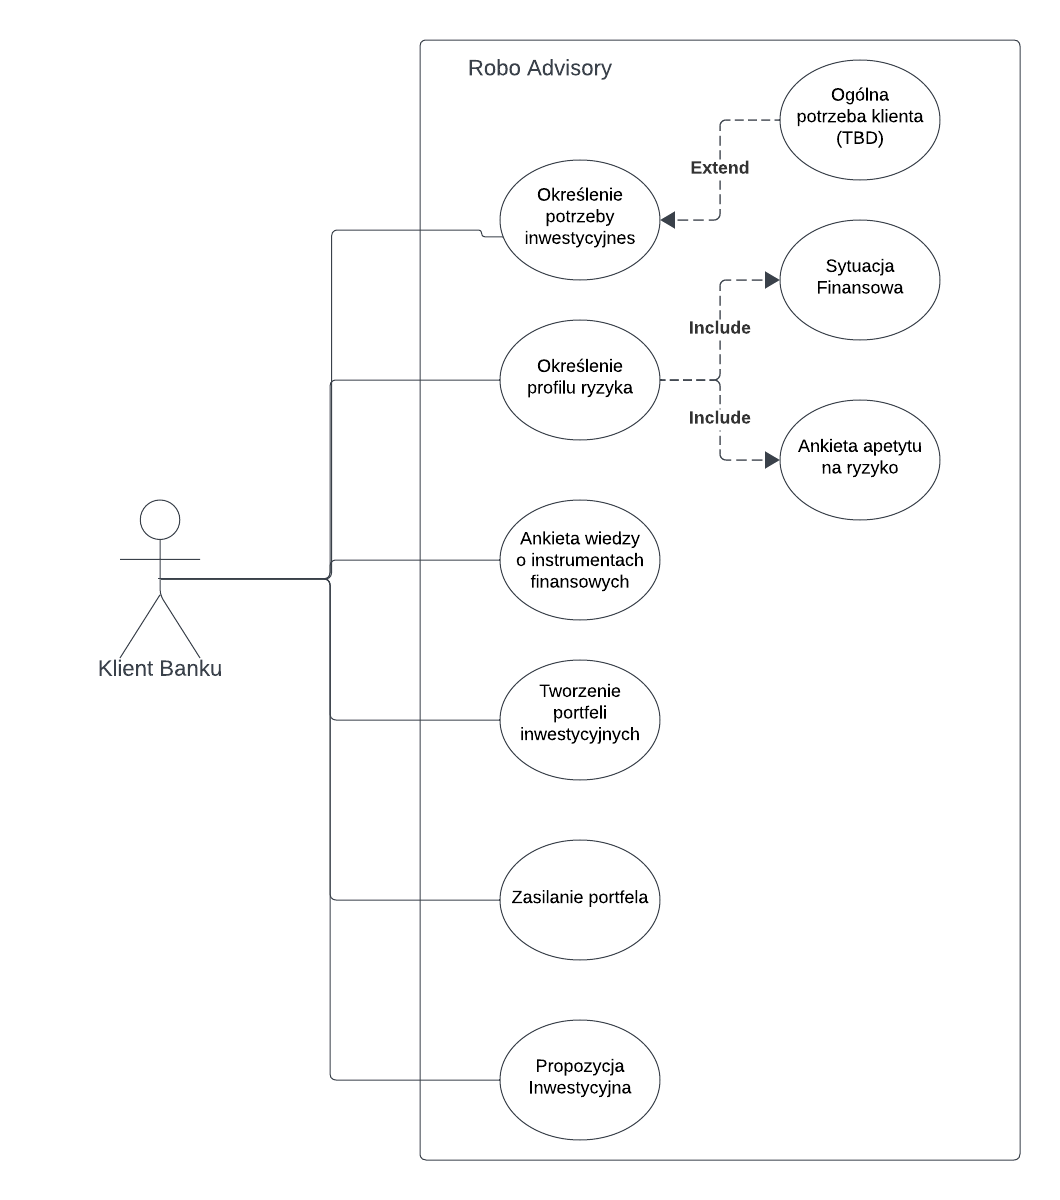 Robo Advisory
Ogólna
potrzeba klienta
(TBD)
Extend
Określenie
potrzeby
inwestycyjnes
Sytuacja
Finansowa
Include
Określenie
profilu ryzyka
Include
Ankieta apetytu
na ryzyko
Ankieta wiedzy
o instrumentach
finansowych
Klient Banku
Tworzenie
portfeli
inwestycyjnych
Zasilanie portfela
Propozycja
Inwestycyjna